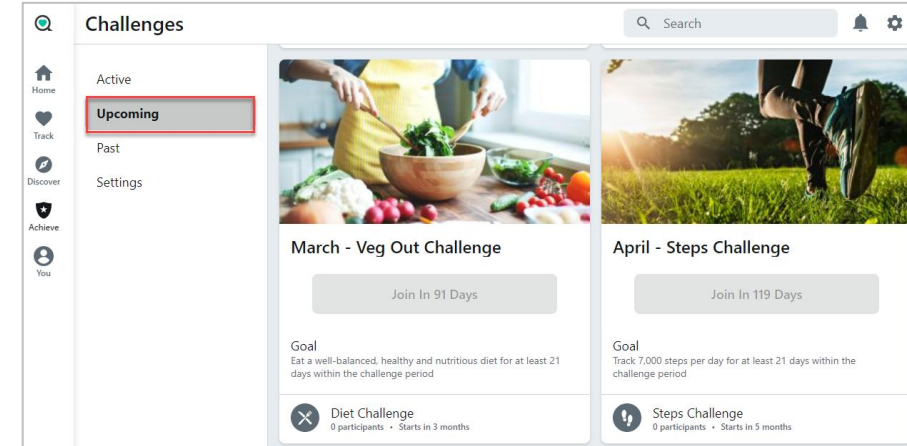 Challenges
Search
Home
Track
Discover
Achieve
You
Active
Upcoming
Past
Settings
March - Veg Out Challenge
Join In 91 Days
Goal
Eat a well-balanced, healthy and nutritious diet for at least 21
days within the challenge period
Diet Challenge
0 participants • Starts in 3 months
April - Steps Challenge
Join In 119 Days
Goal
Track 7,000 steps per day for at least 21 days within the
challenge period
Steps Challenge
0 participants • Starts in 5 months